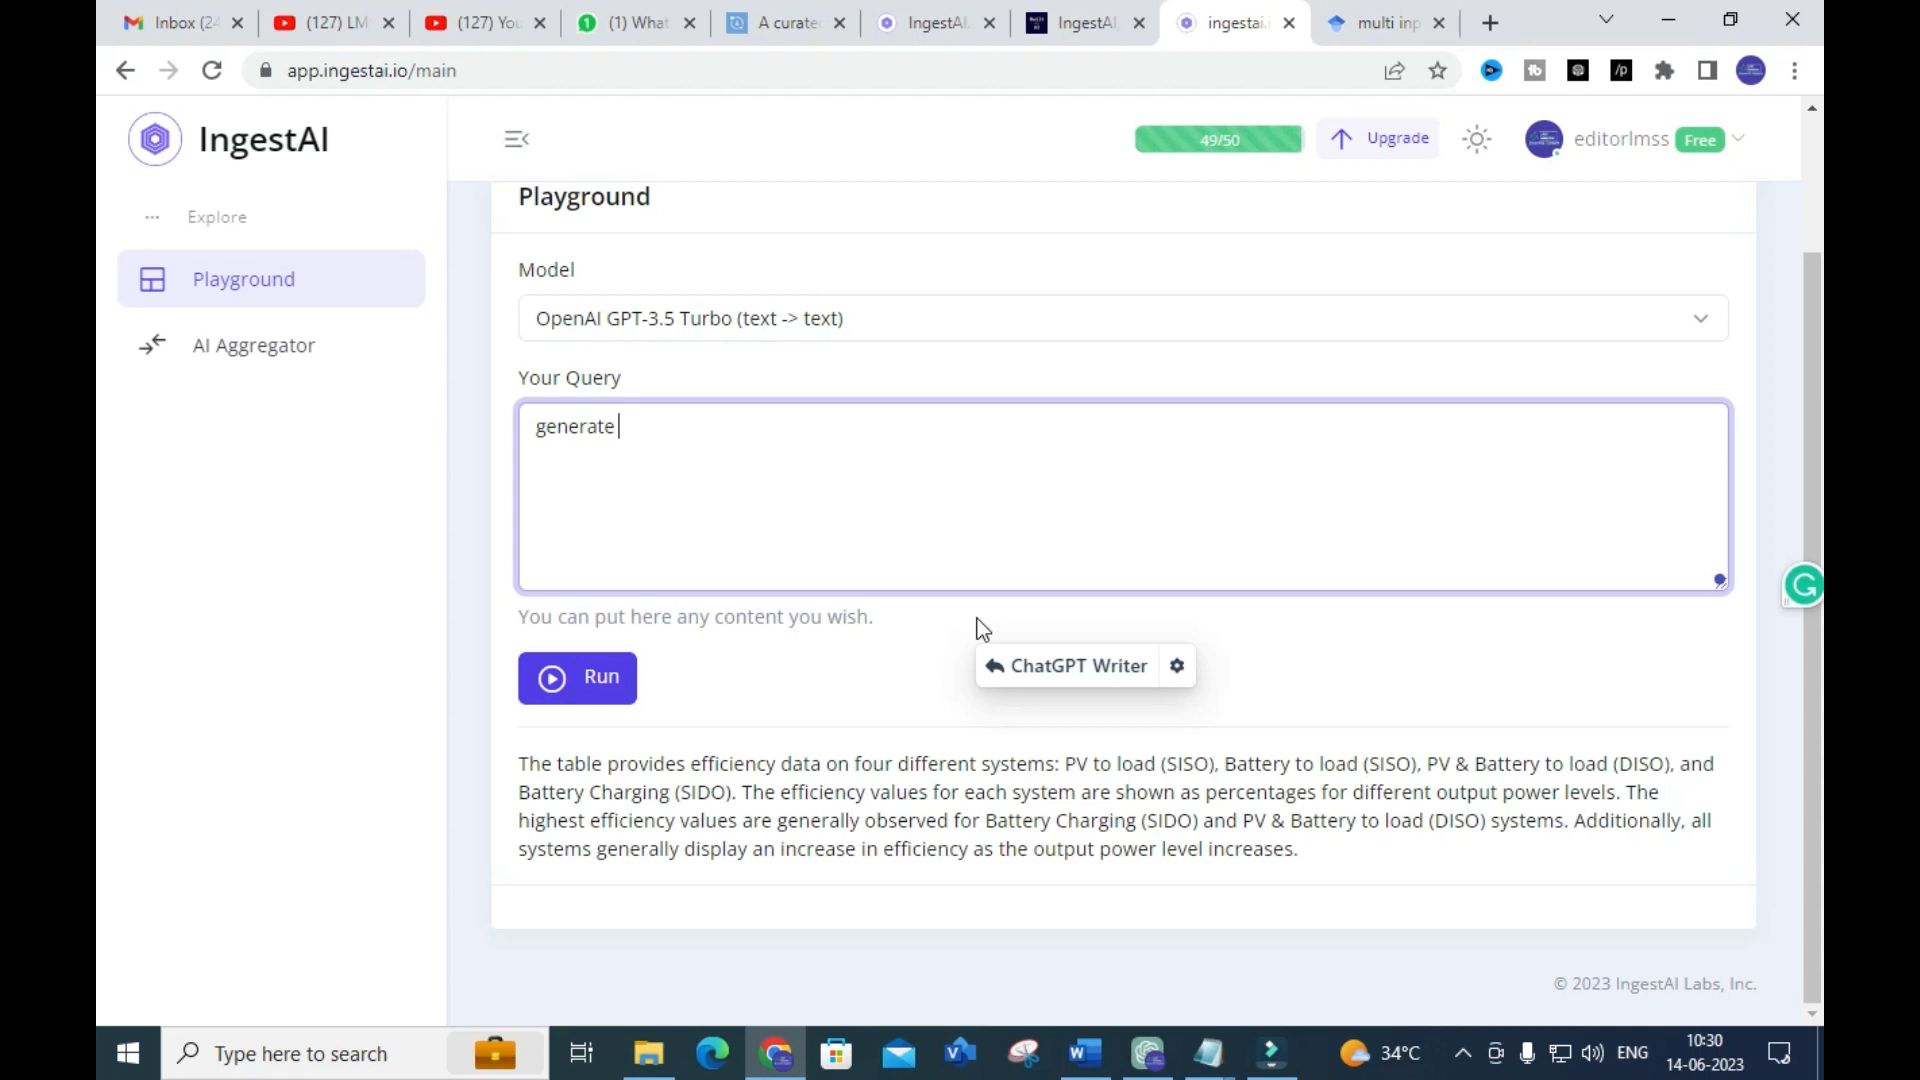 Inbox (24
(127) LM
(127) You
(1) What
A curate
IngestAI
IngestAI
ingestai.
multi inp
app.ingestai.io/main
IngestAI
49/50
Upgrade
editorlmss
Free
Explore
Playground
AI Aggregator
Playground
Model
OpenAI GPT-3.5 Turbo (text -> text)
Your Query
generate
You can put here any content you wish.
ChatGPT Writer
Run
The table provides efficiency data on four different systems: PV to load (SISO), Battery to load (SISO), PV & Battery to load (DISO), and
Battery Charging (SIDO). The efficiency values for each system are shown as percentages for different output power levels. The
highest efficiency values are generally observed for Battery Charging (SIDO) and PV & Battery to load (DISO) systems. Additionally, all
systems generally display an increase in efficiency as the output power level increases.
© 2023 IngestAI Labs, Inc.
Type here to search
34°C
ENG
10:30
14-06-2023